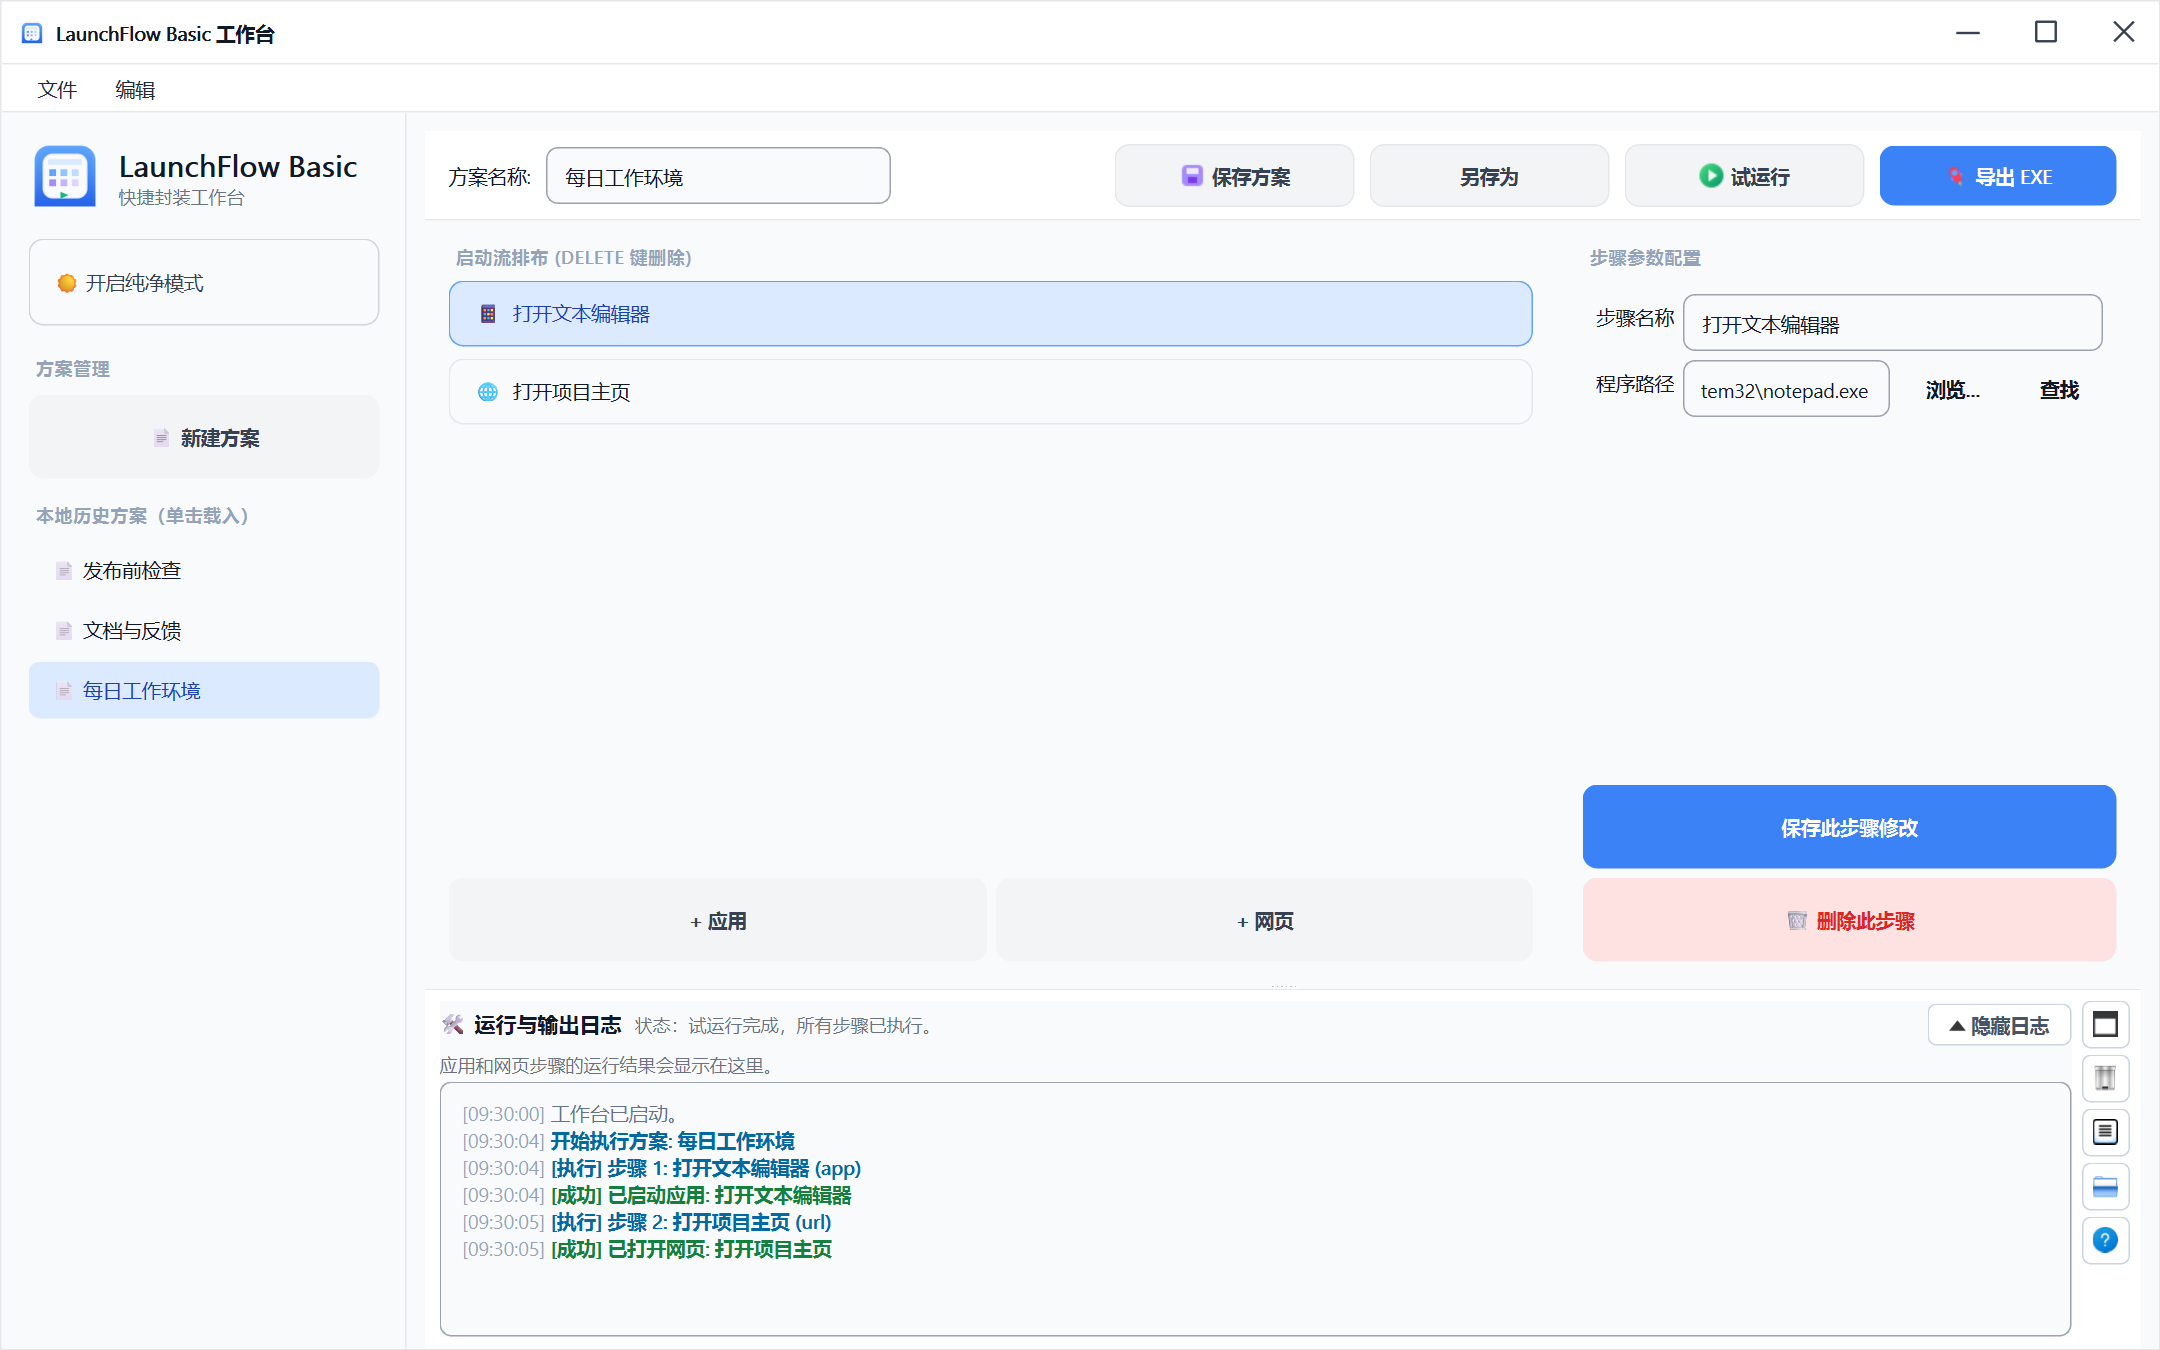 LaunchFlow Basic 工作台
文件 编辑
LaunchFlow Basic
快捷封装工作台
开启纯净模式
方案管理
新建方案
本地历史方案（单击载入）
发布前检查
文档与反馈
每日工作环境
方案名称: 每日工作环境 保存方案 另存为 试运行 导出 EXE
启动流排布 (DELETE 键删除)
打开文本编辑器
打开项目主页
+ 应用 + 网页
步骤参数配置
步骤名称 打开文本编辑器
程序路径 tem32\notepad.exe 浏览... 查找
保存此步骤修改
删除此步骤
运行与输出日志 状态：试运行完成，所有步骤已执行。 ▲ 隐藏日志
应用和网页步骤的运行结果会显示在这里。
[09:30:00] 工作台已启动。
[09:30:04] 开始执行方案: 每日工作环境
[09:30:04] [执行] 步骤 1: 打开文本编辑器 (app)
[09:30:04] [成功] 已启动应用: 打开文本编辑器
[09:30:05] [执行] 步骤 2: 打开项目主页 (url)
[09:30:05] [成功] 已打开网页: 打开项目主页
?